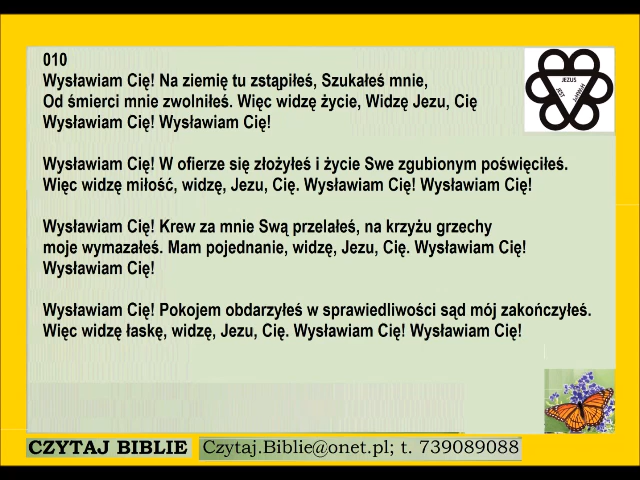 010
Wysławiam Cię! Na ziemię tu zstąpiłeś, Szukałeś mnie,
Od śmierci mnie zwolniłeś. Więc widzę życie, Widzę Jezu, Cię
Wysławiam Cię! Wysławiam Cię!
Wysławiam Cię! W ofierze się złożyłeś i życie Swe zgubionym poświęciłeś.
Więc widzę miłość, widzę, Jezu, Cię. Wysławiam Cię! Wysławiam Cię!
Wysławiam Cię! Krew za mnie Swą przelałeś, na krzyżu grzechy
moje wymazałeś. Mam pojednanie, widzę, Jezu, Cię. Wysławiam Cię!
Wysławiam Cię!
Wysławiam Cię! Pokojem obdarzyłeś w sprawiedliwości sąd mój zakończyłeś.
Więc widzę łaskę, widzę, Jezu, Cię. Wysławiam Cię! Wysławiam Cię!
JEZUS
JEST
CZYTAJ BIBLIE Czytaj.Biblie@onet.pl; t. 739089088